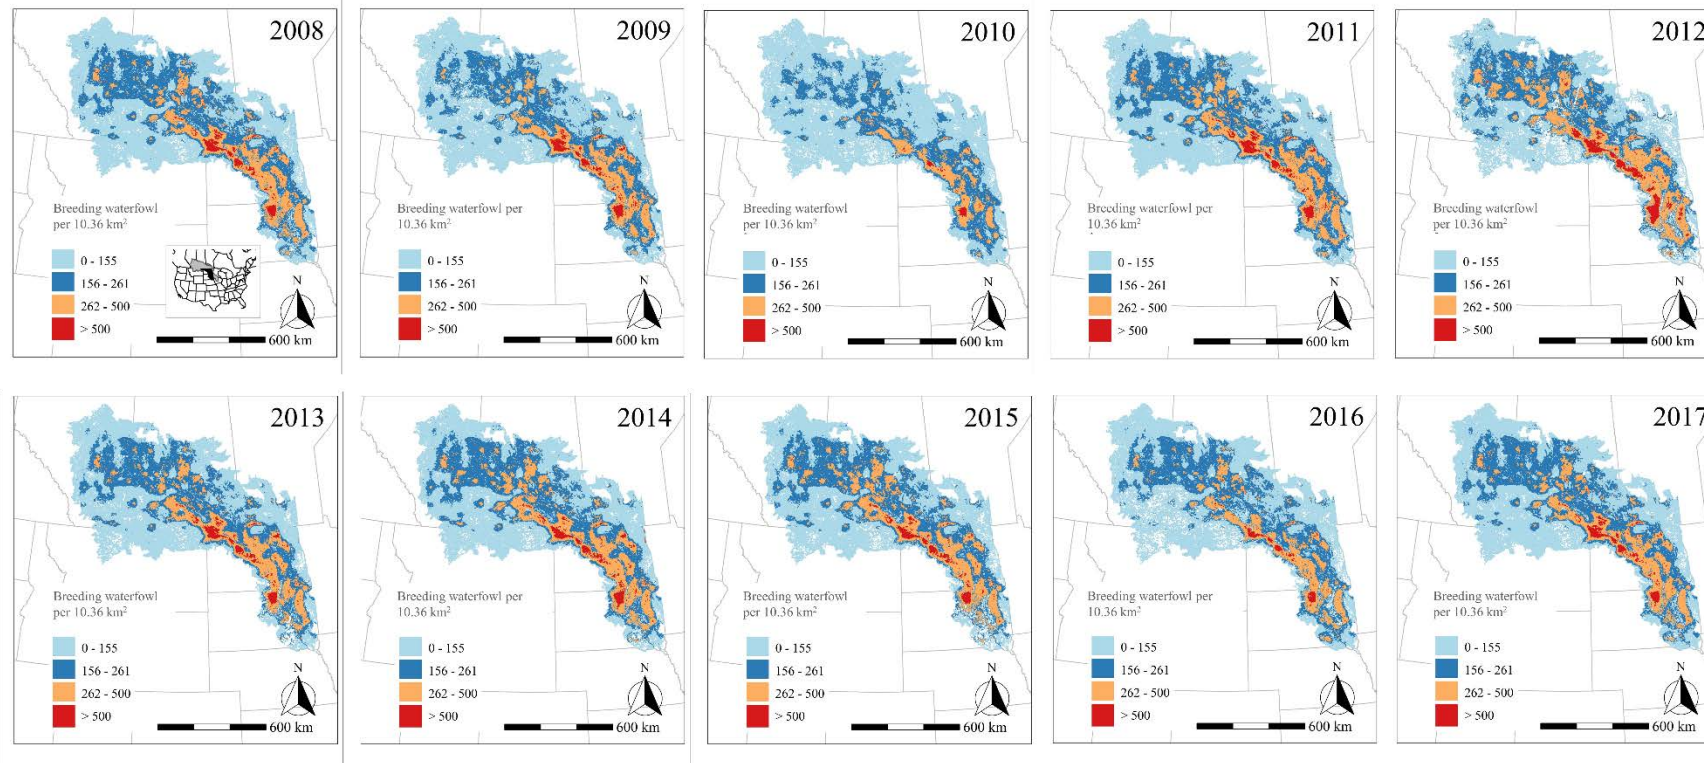 2008
Breeding waterfowl
per 10.36 km²
0 - 155
156 - 261
262 - 500
> 500
N
600 km
2009
Breeding waterfowl per
10.36 km²
0 - 155
156 - 261
262 - 500
> 500
N
600 km
2010
Breeding waterfowl
per 10.36 km²
0 - 155
156 - 261
262 - 500
> 500
N
600 km
2011
Breeding waterfowl per
10.36 km²
0 - 155
156 - 261
262 - 500
> 500
N
600 km
2012
Breeding waterfowl per
10.36 km²
0 - 155
156 - 261
262 - 500
> 500
N
600 km
2013
Breeding waterfowl
per 10.36 km²
0 - 155
156 - 261
262 - 500
> 500
N
600 km
2014
Breeding waterfowl per
10.36 km²
0 - 155
156 - 261
262 - 500
> 500
N
600 km
2015
Breeding waterfowl
per 10.36 km²
0 - 155
156 - 261
262 - 500
> 500
N
600 km
2016
Breeding waterfowl per
10.36 km²
0 - 155
156 - 261
262 - 500
> 500
N
600 km
2017
Breeding waterfowl per
10.36 km²
0 - 155
156 - 261
262 - 500
> 500
N
600 km